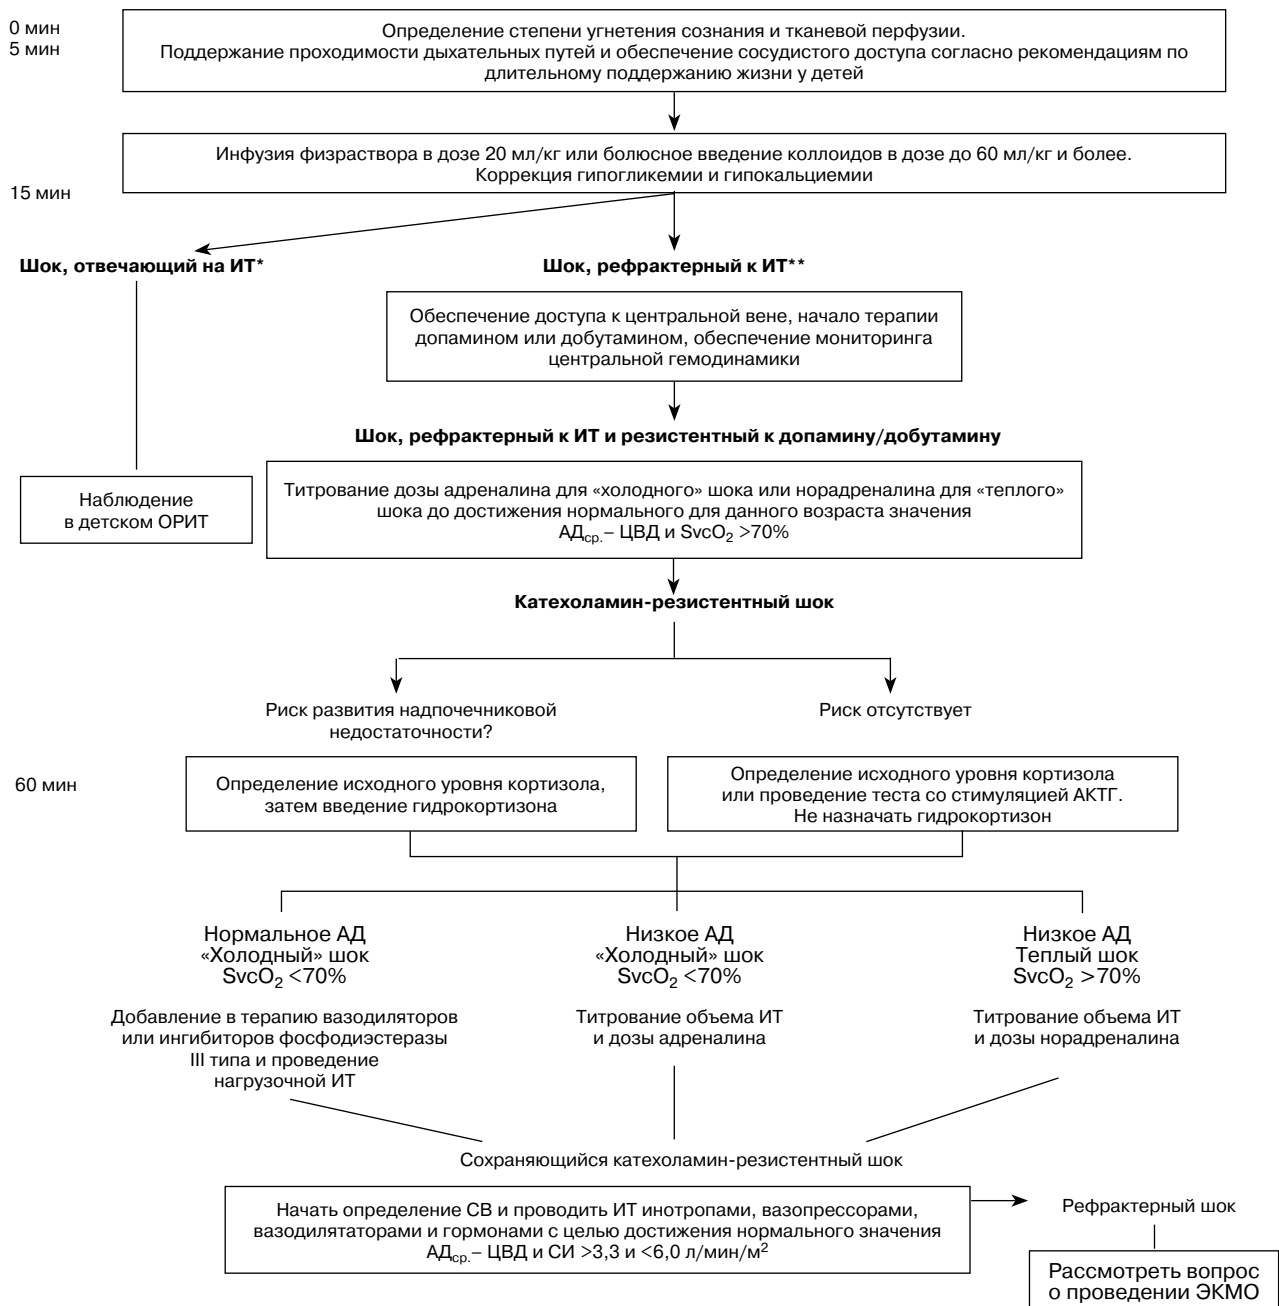 0 мин
5 мин
Определение степени угнетения сознания и тканевой перфузии.
Поддержание проходимости дыхательных путей и обеспечение сосудистого доступа согласно рекомендациям по
длительному поддержанию жизни у детей
Инфузия физраствора в дозе 20 мл/кг или болюсное введение коллоидов в дозе до 60 мл/кг и более.
Коррекция гипогликемии и гипокальциемии
15 мин
Шок, отвечающий на ИТ*
Шок, рефрактерный к ИТ**
Обеспечение доступа к центральной вене, начало терапии
допамином или добутамином, обеспечение мониторинга
центральной гемодинамики
Шок, рефрактерный к ИТ и резистентный к допамину/добутамину
Наблюдение
в детском ОРИТ
Титрование дозы адреналина для «холодного» шока или норадреналина для «теплого»
шока до достижения нормального для данного возраста значения
АДср.– ЦВД и SvcO2 >70%
Катехоламин-резистентный шок
Риск развития надпочечниковой
недостаточности?
Риск отсутствует
60 мин
Определение исходного уровня кортизола,
затем введение гидрокортизона
Определение исходного уровня кортизола
или проведение теста со стимуляцией АКТГ.
Не назначать гидрокортизон
Нормальное АД
«Холодный» шок
SvcO2 <70%
Низкое АД
«Холодный» шок
SvcO2 <70%
Низкое АД
Теплый шок
SvcO2 >70%
Добавление в терапию вазодиляторов
или ингибиторов фосфодиэстеразы
III типа и проведение
нагрузочной ИТ
Титрование объема ИТ
и дозы адреналина
Титрование объема ИТ
и дозы норадреналина
Сохраняющийся катехоламин-резистентный шок
Начать определение СВ и проводить ИТ инотропами, вазопрессорами,
вазодилятаторами и гормонами с целью достижения нормального значения
АДср.– ЦВД и СИ >3,3 и <6,0 л/мин/м2
Рефрактерный шок
Рассмотреть вопрос
о проведении ЭКМО